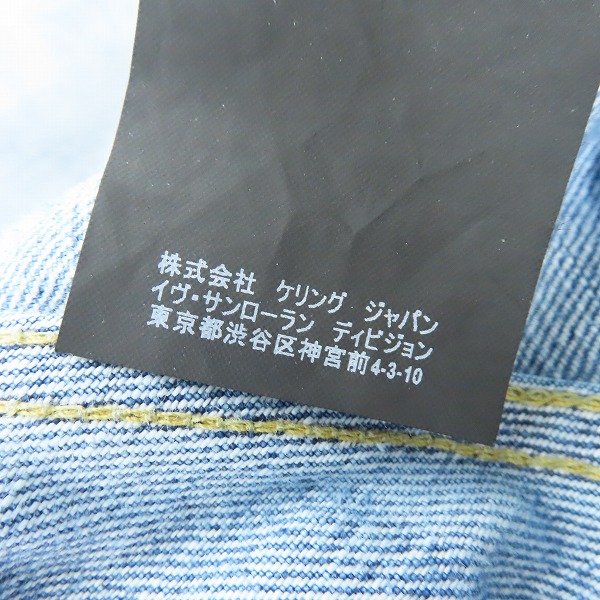 株式会社 ケリング ジャパン
イヴ・サンローラン ディビジョン
東京都渋谷区神宮前4-3-10